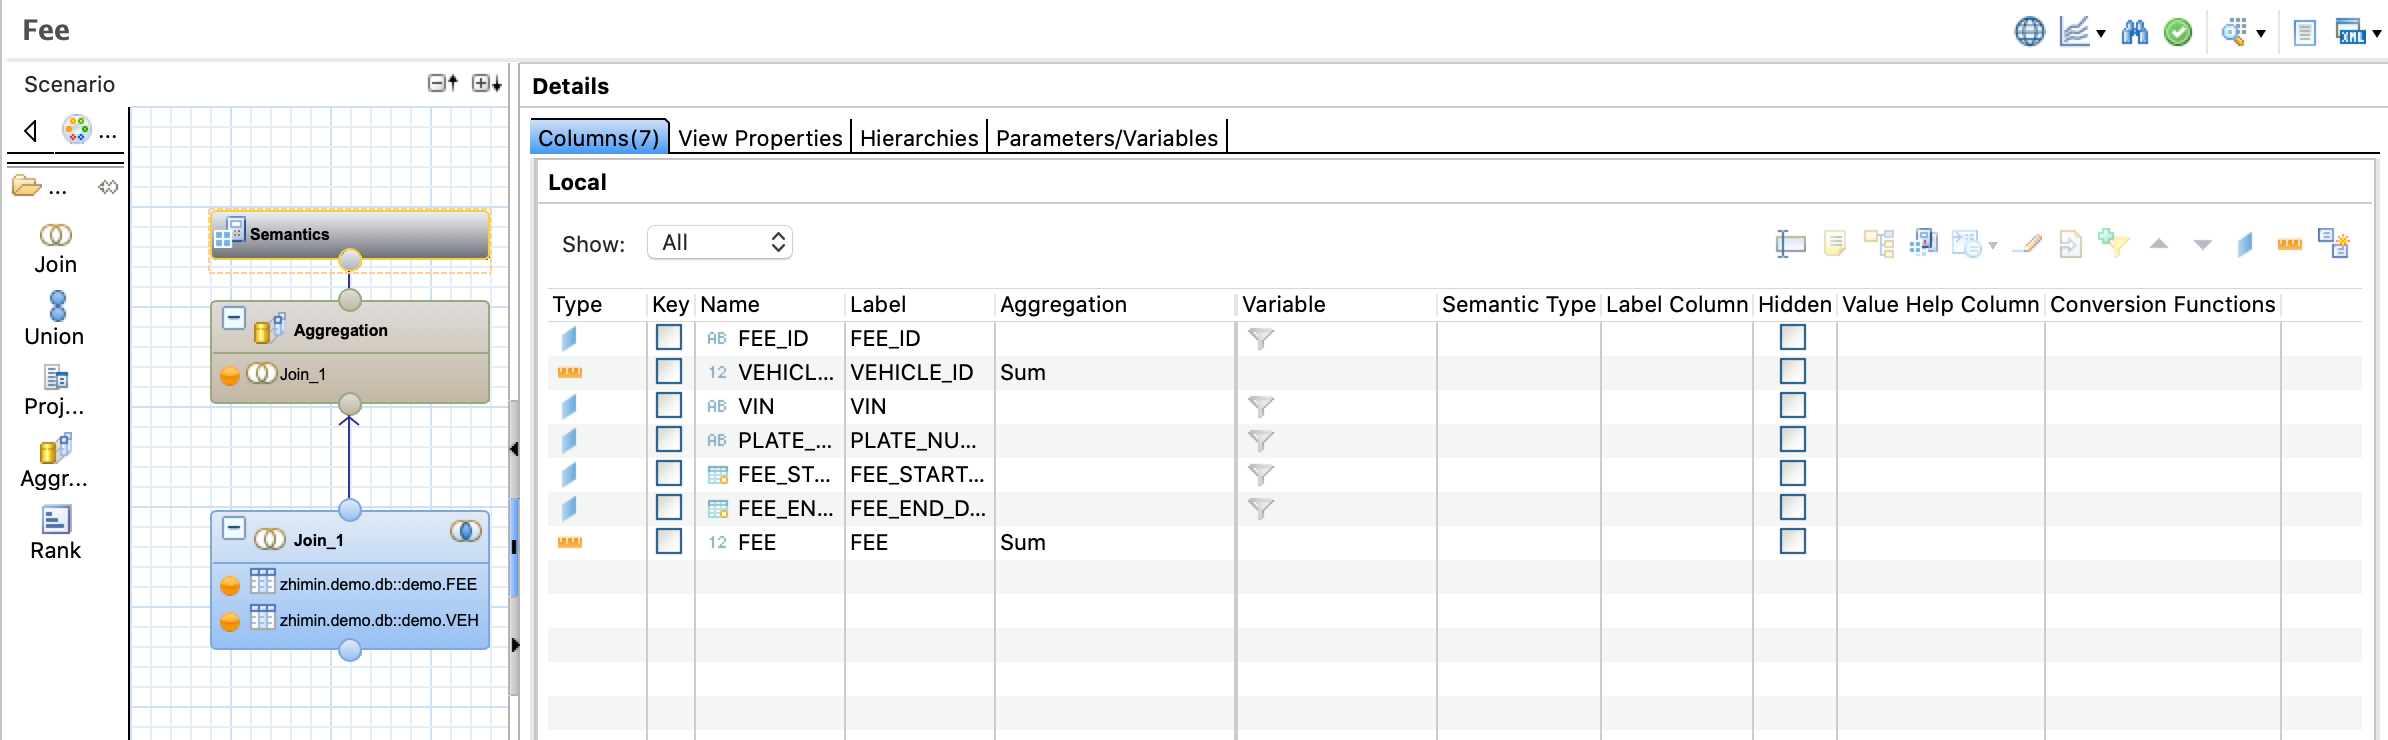 Fee
XML
Scenario
...
...
Join
Union
Proj...
Aggr...
Rank
Semantics
Aggregation
Join_1
Join_1
zhimin.demo.db::demo.FEE
zhimin.demo.db::demo.VEH
Details
Columns(7) View Properties Hierarchies Parameters/Variables
Local
Show: All
Type Key Name Label Aggregation Variable Semantic Type Label Column Hidden Value Help Column Conversion Functions
AB FEE_ID FEE_ID
12 VEHICL... VEHICLE_ID Sum
AB VIN VIN
AB PLATE_... PLATE_NU...
FEE_ST... FEE_START...
FEE_EN... FEE_END_D...
12 FEE FEE Sum